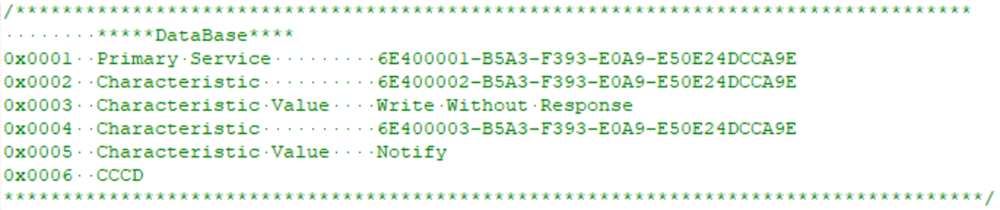 /**********************************************************************************
        *****DataBase****
0x0001  Primary Service         6E400001-B5A3-F393-E0A9-E50E24DCCA9E
0x0002  Characteristic          6E400002-B5A3-F393-E0A9-E50E24DCCA9E
0x0003  Characteristic Value    Write Without Response
0x0004  Characteristic          6E400003-B5A3-F393-E0A9-E50E24DCCA9E
0x0005  Characteristic Value    Notify
0x0006  CCCD
************************************************************************************/